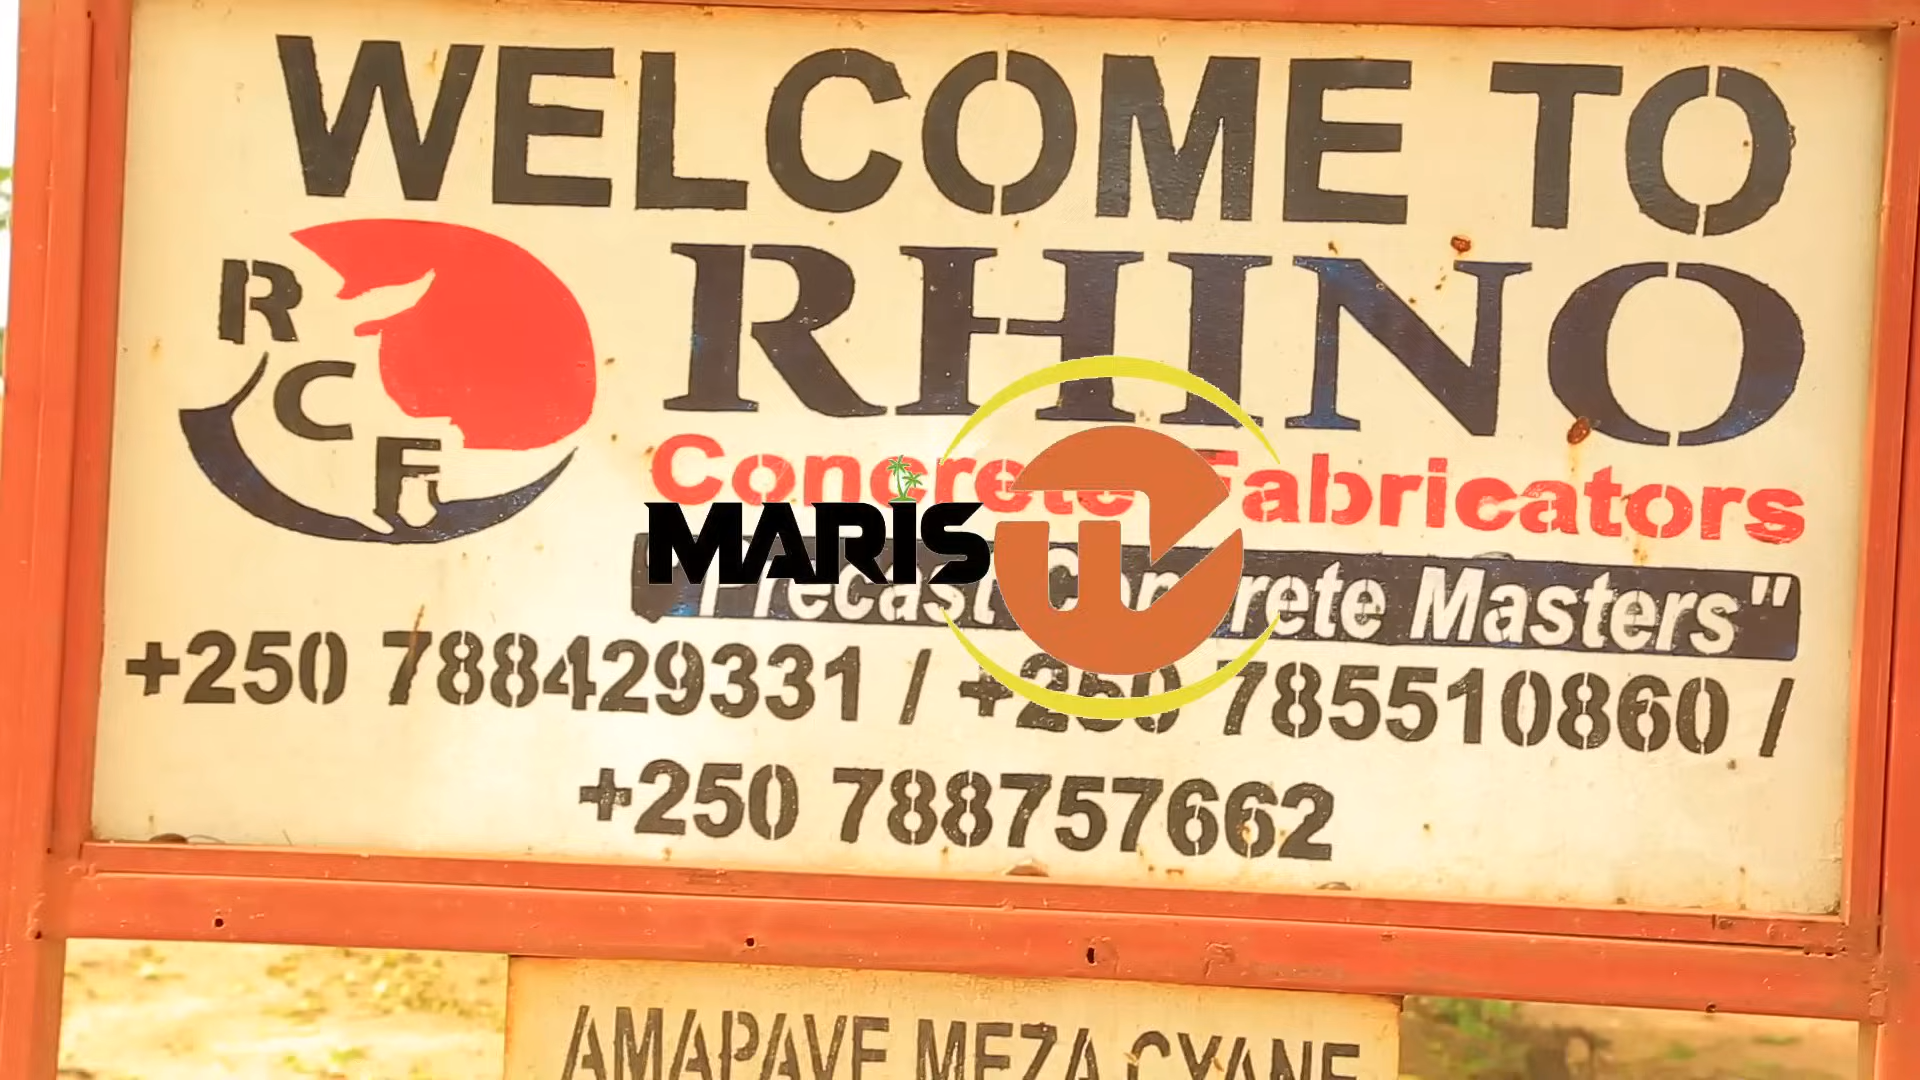 WELCOME TO
RCF
RHINO
Concrete Fabricators
MARIS TV
"Precast Concrete Masters"
+250 788429331 / +250 785510860 /
+250 788757662
AMAPAVE MEZA CYANE